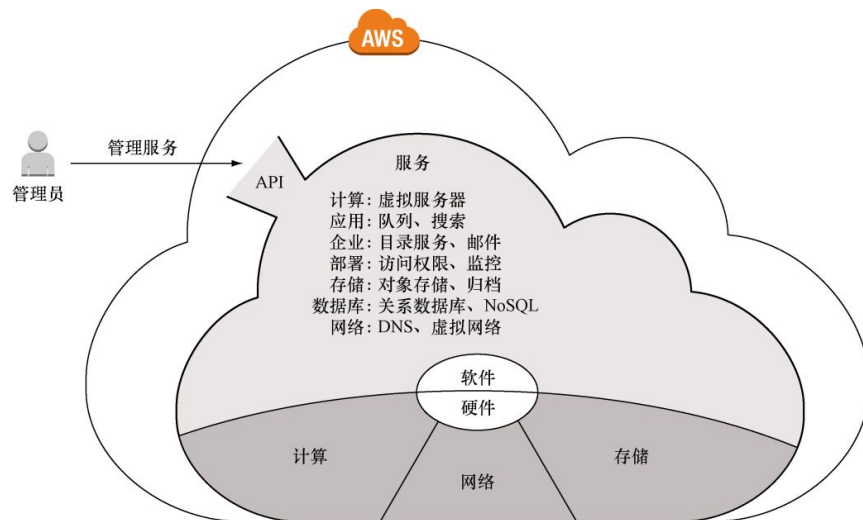 AWS
管理服务
管理员
API
服务
计算: 虚拟服务器
应用: 队列、搜索
企业: 目录服务、邮件
部署: 访问权限、监控
存储: 对象存储、归档
数据库: 关系数据库、NoSQL
网络: DNS、虚拟网络
软件
硬件
计算
网络
存储